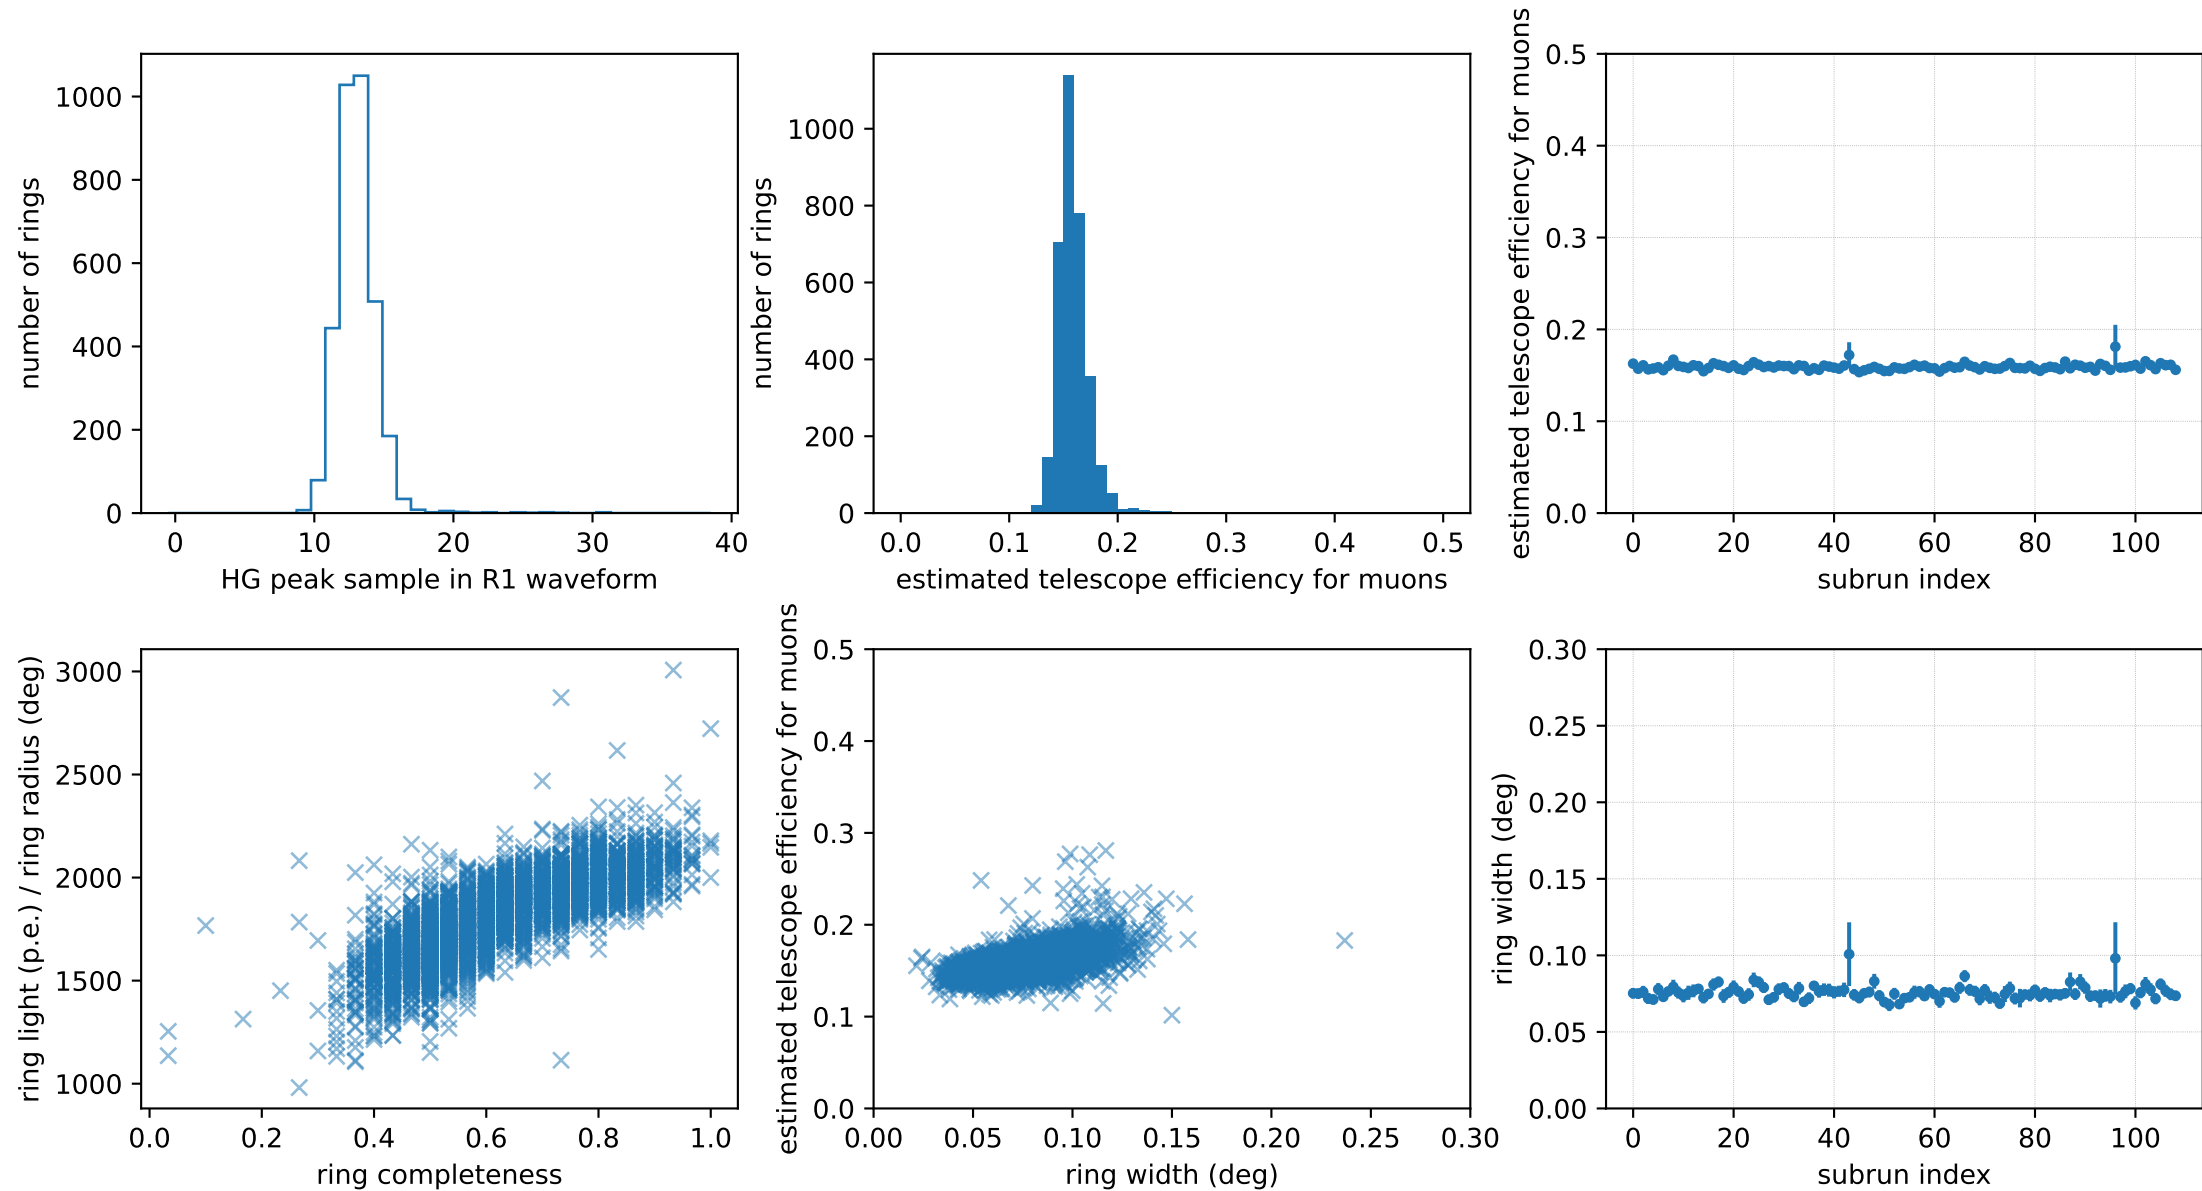 number of rings
1000
800
600
400
200
0
0 10 20 30 40
HG peak sample in R1 waveform
number of rings
1000
800
600
400
200
0
0.0 0.1 0.2 0.3 0.4 0.5
estimated telescope efficiency for muons
estimated telescope efficiency for muons
0.5
0.4
0.3
0.2
0.1
0.0
0 20 40 60 80 100
subrun index
ring light (p.e.) / ring radius (deg)
3000
2500
2000
1500
1000
0.0 0.2 0.4 0.6 0.8 1.0
ring completeness
estimated telescope efficiency for muons
0.5
0.4
0.3
0.2
0.1
0.0
0.00 0.05 0.10 0.15 0.20 0.25 0.30
ring width (deg)
ring width (deg)
0.30
0.25
0.20
0.15
0.10
0.05
0.00
0 20 40 60 80 100
subrun index